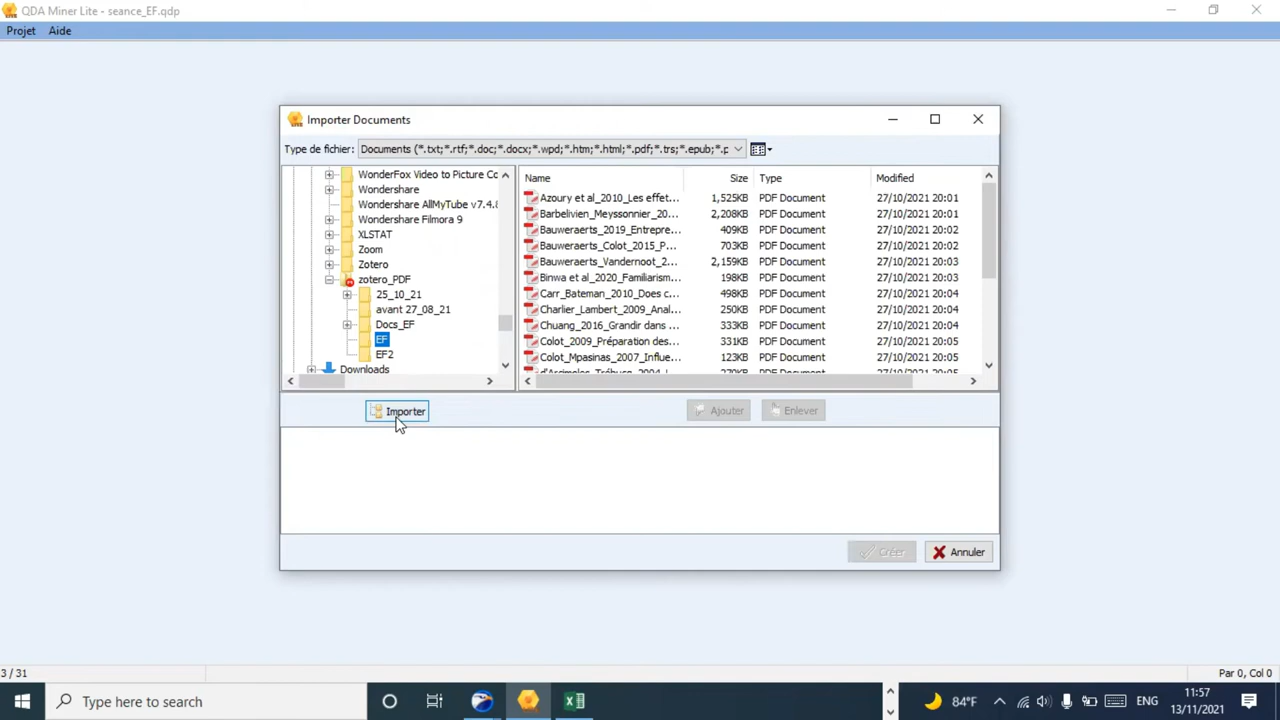 QDA Miner Lite - seance_EF.qdp
Projet Aide
Importer Documents
Type de fichier: Documents (*.txt;*.rtf;*.doc;*.docx;*.wpd;*.htm;*.html;*.pdf;*.trs;*.epub;*.p
WonderFox Video to Picture Co
Wondershare
Wondershare AllMyTube v7.4.8
Wondershare Filmora 9
XLSTAT
Zoom
Zotero
zotero_PDF
25_10_21
avant 27_08_21
Docs_EF
EF
EF2
Downloads
Name Size Type Modified
Azoury et al_2010_Les effet... 1,525KB PDF Document 27/10/2021 20:01
Barbelivien_Meyssonnier_20... 2,208KB PDF Document 27/10/2021 20:01
Bauweraerts_2019_Entrepre... 409KB PDF Document 27/10/2021 20:02
Bauweraerts_Colot_2015_P... 703KB PDF Document 27/10/2021 20:02
Bauweraerts_Vandernoot_2... 2,159KB PDF Document 27/10/2021 20:03
Binwa et al_2020_Familiarism... 198KB PDF Document 27/10/2021 20:03
Carr_Bateman_2010_Does c... 498KB PDF Document 27/10/2021 20:04
Charlier_Lambert_2009_Anal... 250KB PDF Document 27/10/2021 20:04
Chuang_2016_Grandir dans ... 333KB PDF Document 27/10/2021 20:04
Colot_2009_Préparation des... 331KB PDF Document 27/10/2021 20:05
Colot_Mpasinas_2007_Influe... 123KB PDF Document 27/10/2021 20:05
PDF Document 27/10/2021 20:05
Importer Ajouter Enlever
Créer Annuler
3 / 31 Par 0, Col 0
Type here to search 84°F ENG 11:57
13/11/2021